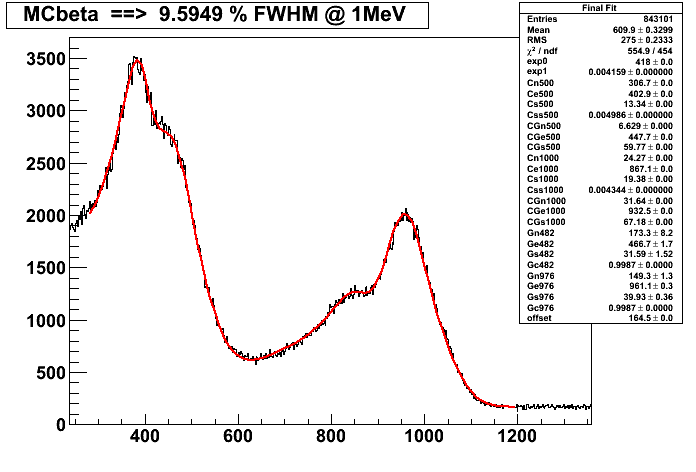 MCbeta ==> 9.5949 % FWHM @ 1MeV
Final Fit
Entries 843101
Mean 609.9 ± 0.3299
RMS 275 ± 0.2333
χ² / ndf 554.9 / 454
exp0 418 ± 0.0
exp1 0.004159 ± 0.000000
Cn500 306.7 ± 0.0
Ce500 402.9 ± 0.0
Cs500 13.34 ± 0.00
Css500 0.004986 ± 0.000000
CGn500 6.629 ± 0.000
CGe500 447.7 ± 0.0
CGs500 59.77 ± 0.00
Cn1000 24.27 ± 0.00
Ce1000 867.1 ± 0.0
Cs1000 19.38 ± 0.00
Css1000 0.004344 ± 0.000000
CGn1000 31.64 ± 0.00
CGe1000 932.5 ± 0.0
CGs1000 67.18 ± 0.00
Gn482 173.3 ± 8.2
Ge482 466.7 ± 1.7
Gs482 31.59 ± 1.52
Gc482 0.9987 ± 0.0000
Gn976 149.3 ± 1.3
Ge976 961.1 ± 0.3
Gs976 39.93 ± 0.36
Gc976 0.9987 ± 0.0000
offset 164.5 ± 0.0
3500
3000
2500
2000
1500
1000
500
0
400 600 800 1000 1200